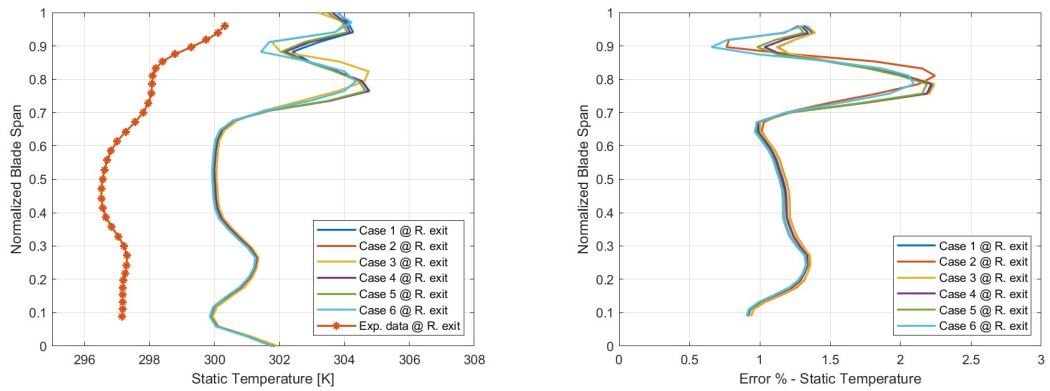 1
0.9
0.8
0.7
0.6
0.5
0.4
0.3
0.2
0.1
0
Normalized Blade Span
296
298
300
302
304
306
308
Static Temperature [K]
Case 1 @ R. exit
Case 2 @ R. exit
Case 3 @ R. exit
Case 4 @ R. exit
Case 5 @ R. exit
Case 6 @ R. exit
Exp. data @ R. exit
1
0.9
0.8
0.7
0.6
0.5
0.4
0.3
0.2
0.1
0
Normalized Blade Span
0
0.5
1
1.5
2
2.5
3
Error % - Static Temperature
Case 1 @ R. exit
Case 2 @ R. exit
Case 3 @ R. exit
Case 4 @ R. exit
Case 5 @ R. exit
Case 6 @ R. exit